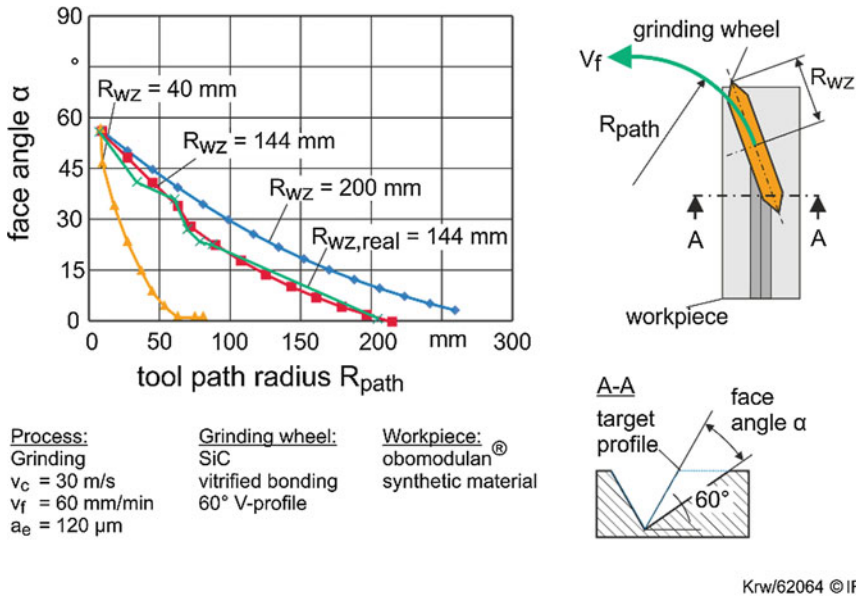 90
°
60
45
30
15
0
face angle α
R_wz = 40 mm
R_wz = 144 mm
R_wz = 200 mm
R_wz,real = 144 mm
0 50 100 150 200 mm 300
tool path radius R_path
grinding wheel
V_f
R_wz
R_path
A A
workpiece
A-A
target
profile
face
angle α
60°
Process:
Grinding
v_c = 30 m/s
v_f = 60 mm/min
a_e = 120 µm
Grinding wheel:
SiC
vitrified bonding
60° V-profile
Workpiece:
obomodulan®
synthetic material
Krw/62064 © IF